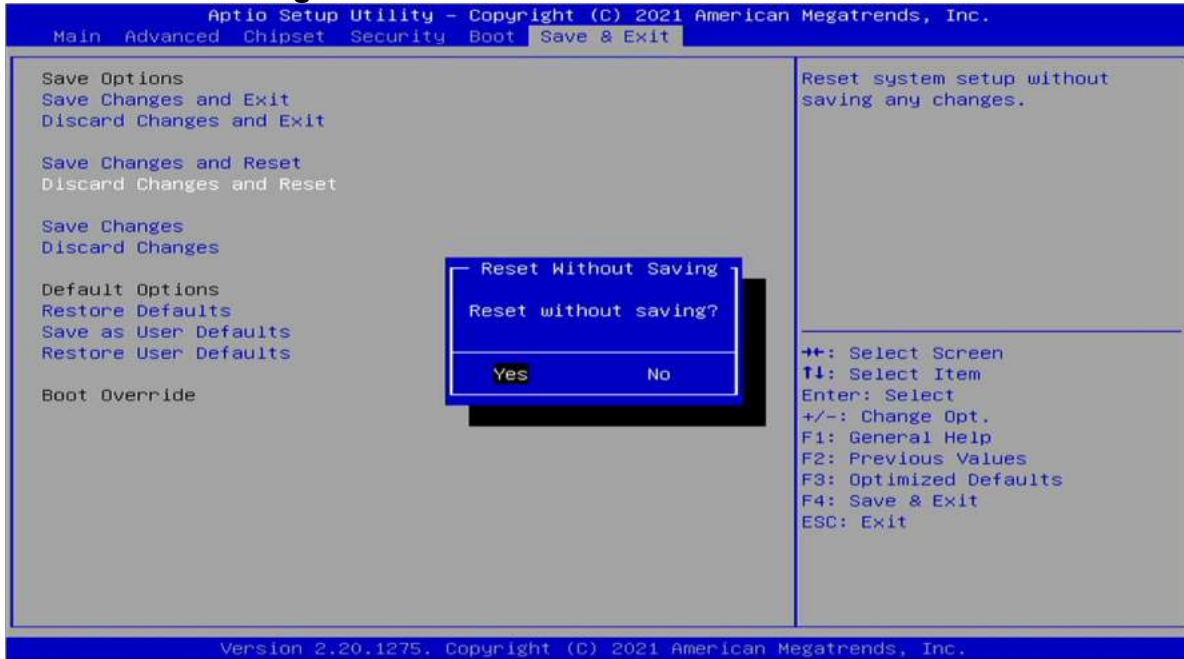 Aptio Setup Utility – Copyright (C) 2021 American Megatrends, Inc.
Main Advanced Chipset Security Boot Save & Exit
Save Options
Save Changes and Exit
Discard Changes and Exit
Save Changes and Reset
Discard Changes and Reset
Save Changes
Discard Changes
Default Options
Restore Defaults
Save as User Defaults
Restore User Defaults
Boot Override
Reset Without Saving
Reset without saving?
Yes No
Reset system setup without
saving any changes.
→←: Select Screen
↑↓: Select Item
Enter: Select
+/-: Change Opt.
F1: General Help
F2: Previous Values
F3: Optimized Defaults
F4: Save & Exit
ESC: Exit
Version 2.20.1275. Copyright (C) 2021 American Megatrends, Inc.